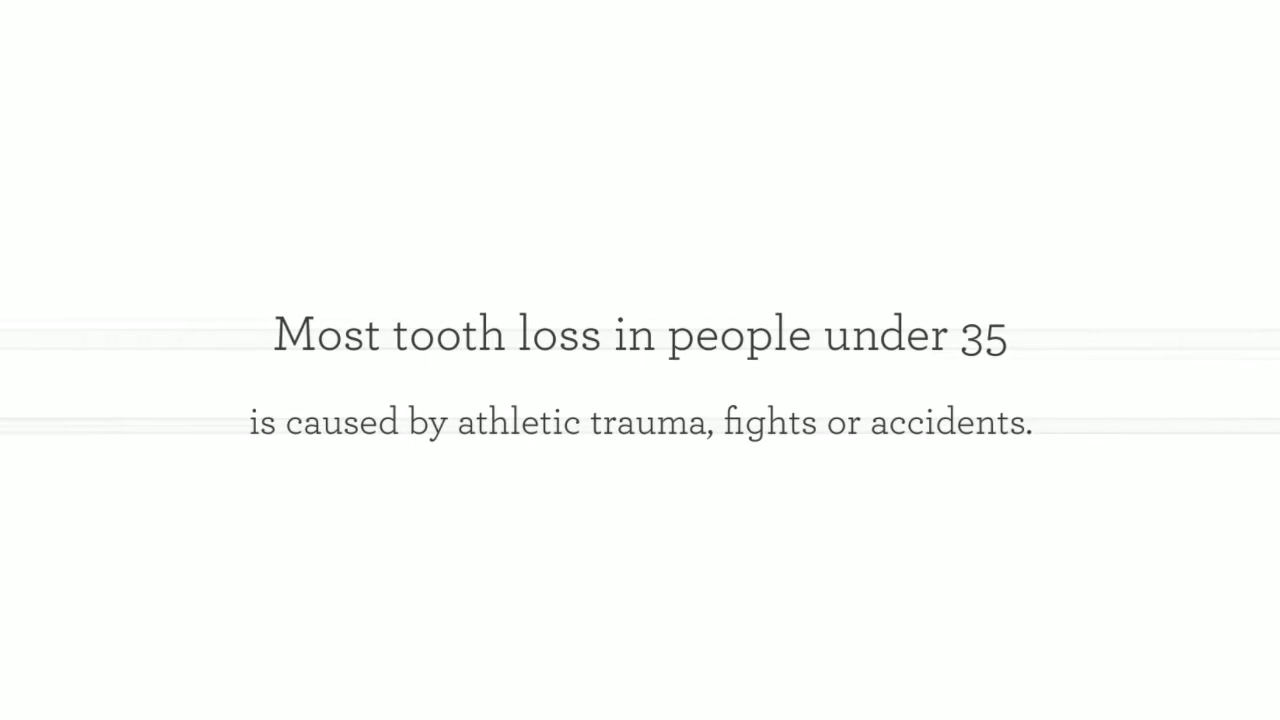 Most tooth loss in people under 35
is caused by athletic trauma, fights or accidents.